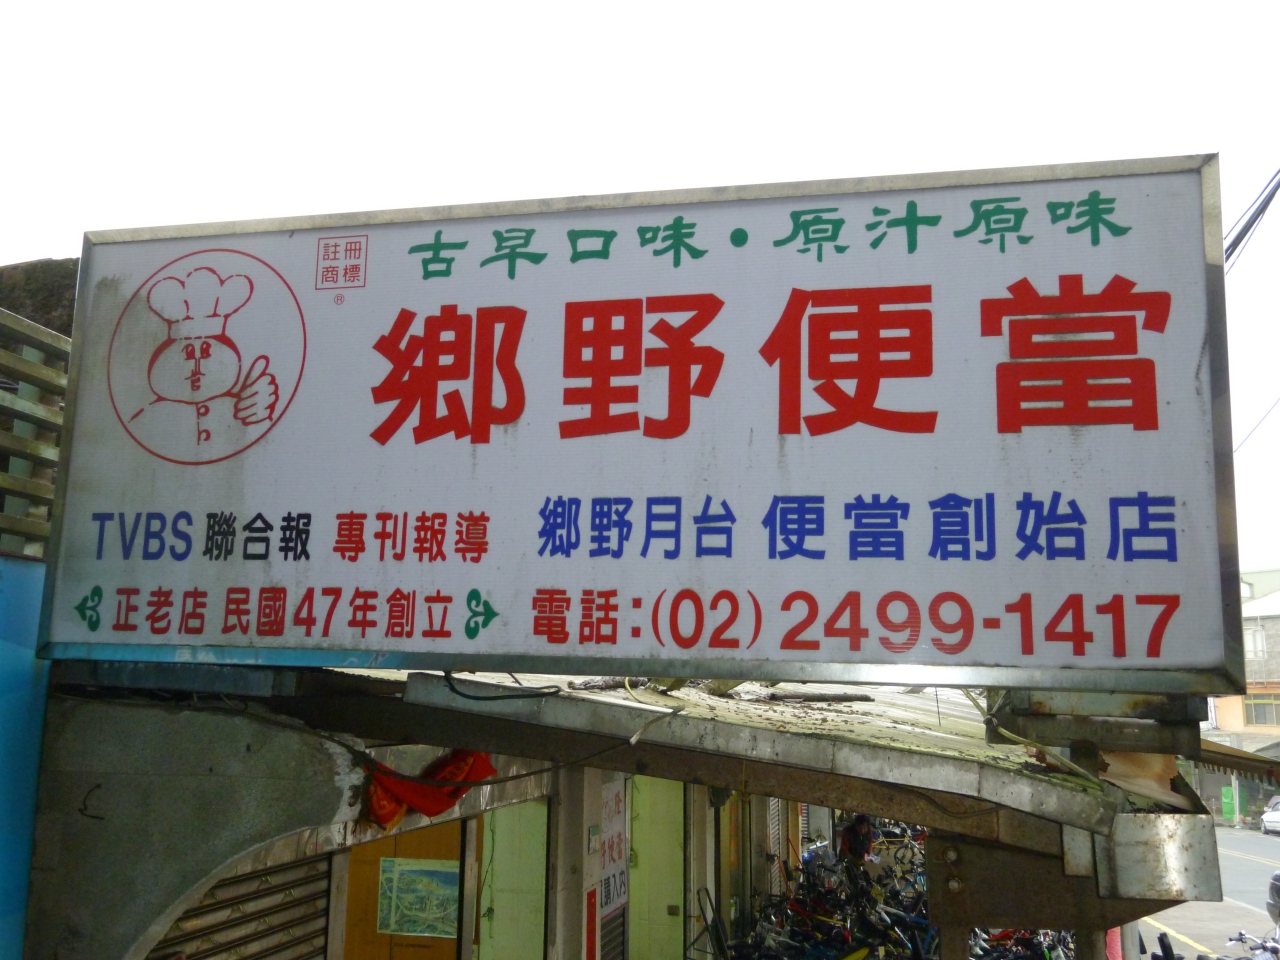 註冊
商標
®
古早口味・原汁原味
鄉野便當
TVBS 聯合報 專刊報導
鄉野月台 便當創始店
正老店 民國47年創立
電話:(02) 2499-1417